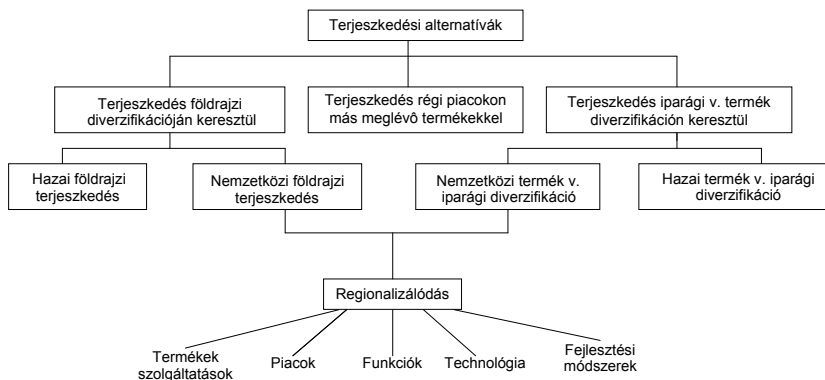 Terjeszkedési alternatívák
Terjeszkedés földrajzi
diverzifikációján keresztül
Terjeszkedés régi piacokon
más meglévô termékekkel
Terjeszkedés iparági v. termék
diverzifikáción keresztül
Hazai földrajzi
terjeszkedés
Nemzetközi földrajzi
terjeszkedés
Nemzetközi termék v.
iparági diverzifikáció
Hazai termék v. iparági
diverzifikáció
Regionalizálódás
Termékek
szolgáltatások
Piacok
Funkciók
Technológia
Fejlesztési
módszerek